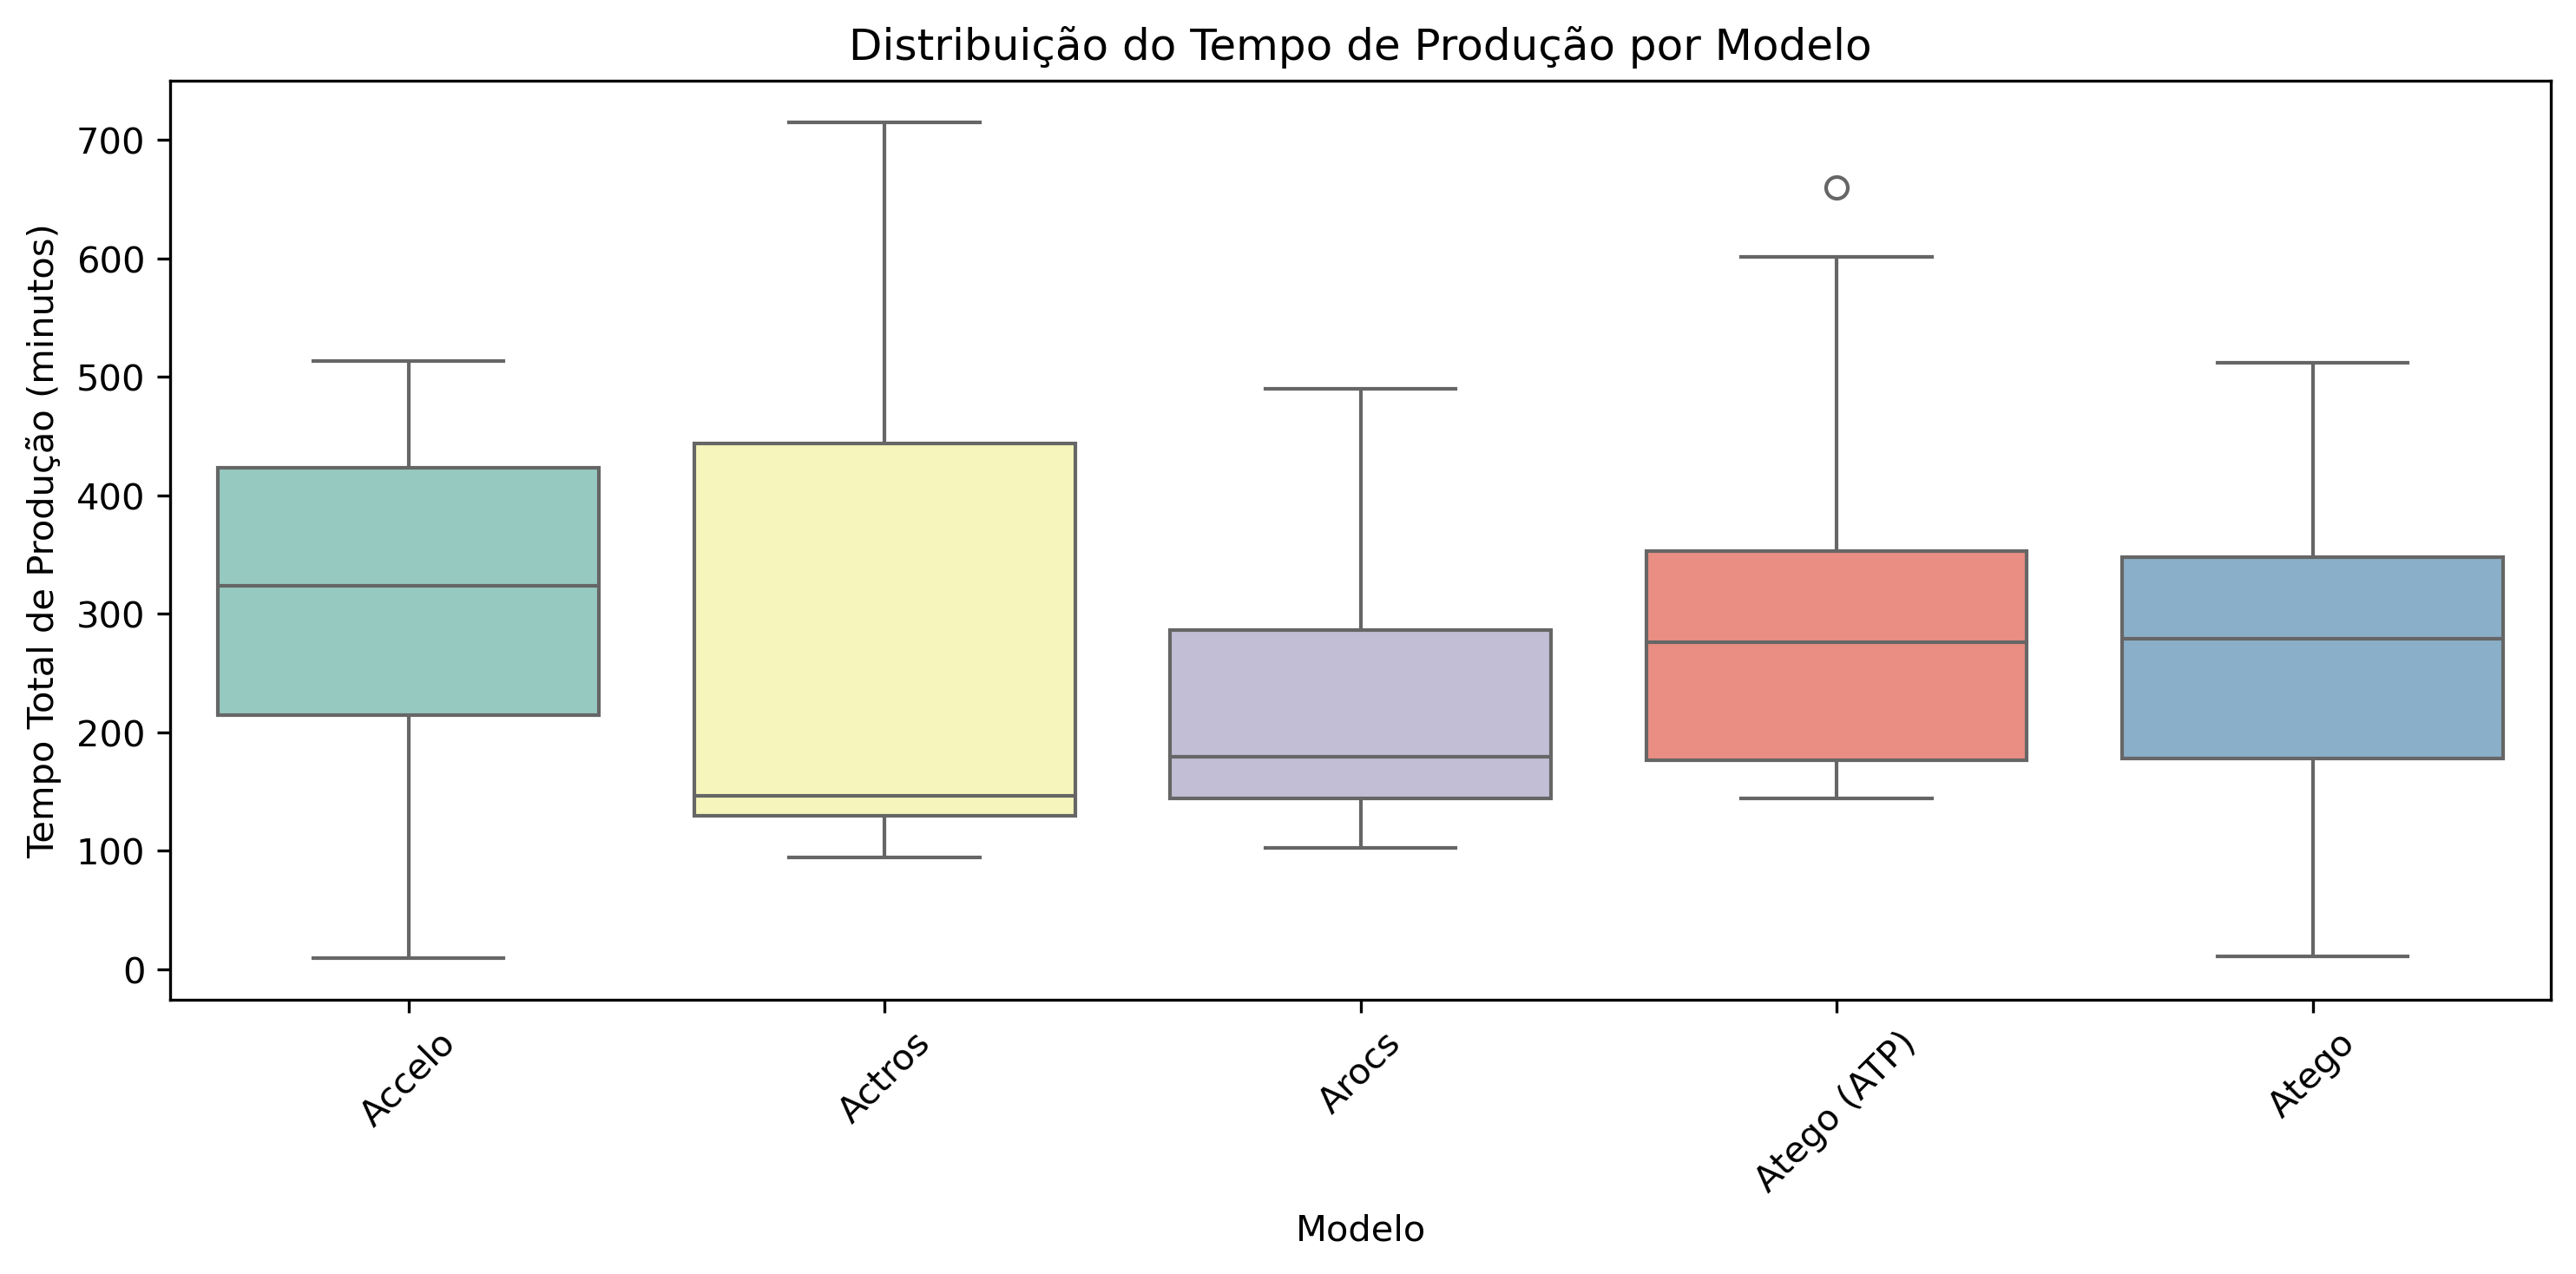 Distribuição do Tempo de Produção por Modelo
Tempo Total de Produção (minutos)
700
600
500
400
300
200
100
0
Accelo
Actros
Arocs
Atego (ATP)
Atego
Modelo